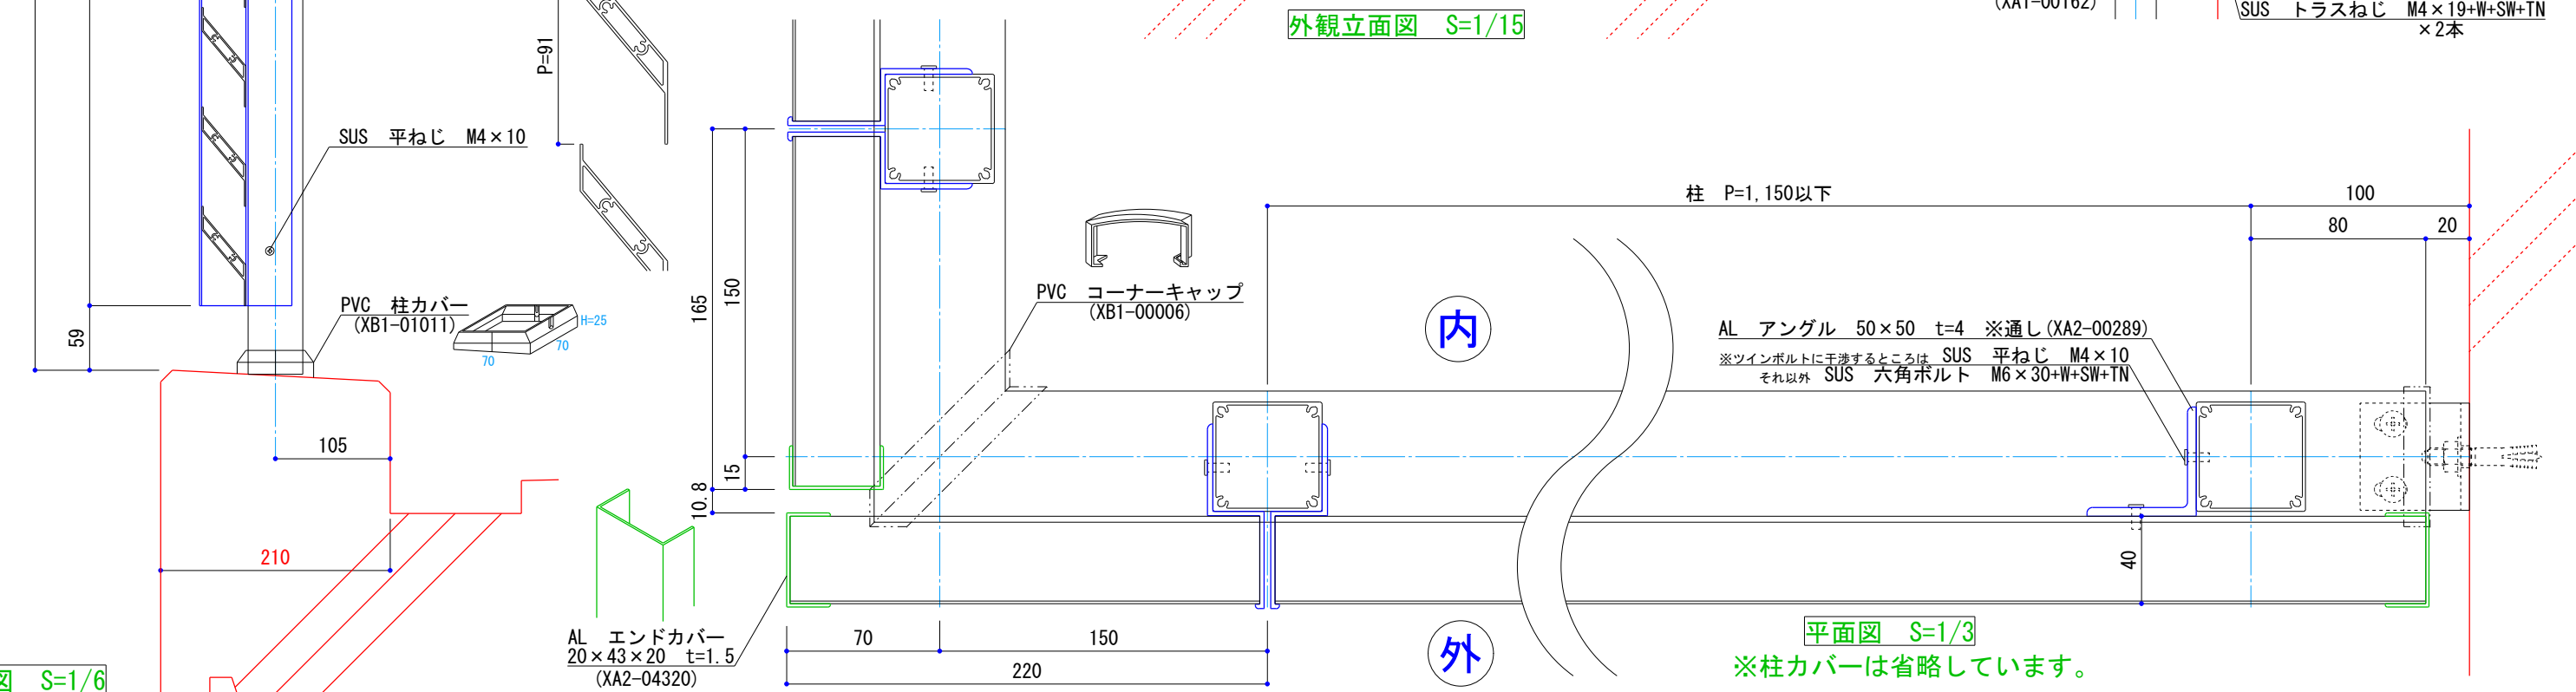 外観立面図　S=1/15
(XA1-00162)
SUS　トラスねじ　M4×19+W+SW+TN
×2本
P=91
SUS　平ねじ　M4×10
柱　P=1,150以下
100
80
20
165
150
PVC　コーナーキャップ
(XB1-00006)
PVC　柱カバー
(XB1-01011)
H=25
70
70
59
内
AL　アングル　50×50　t=4　※通し(XA2-00289)
※ツインボルトに干渉するところは　SUS　平ねじ　M4×10
それ以外　SUS　六角ボルト　M6×30+W+SW+TN
105
15
10.8
210
40
AL　エンドカバー
20×43×20　t=1.5
(XA2-04320)
70
150
220
外
平面図　S=1/3
※柱カバーは省略しています。
図　S=1/6